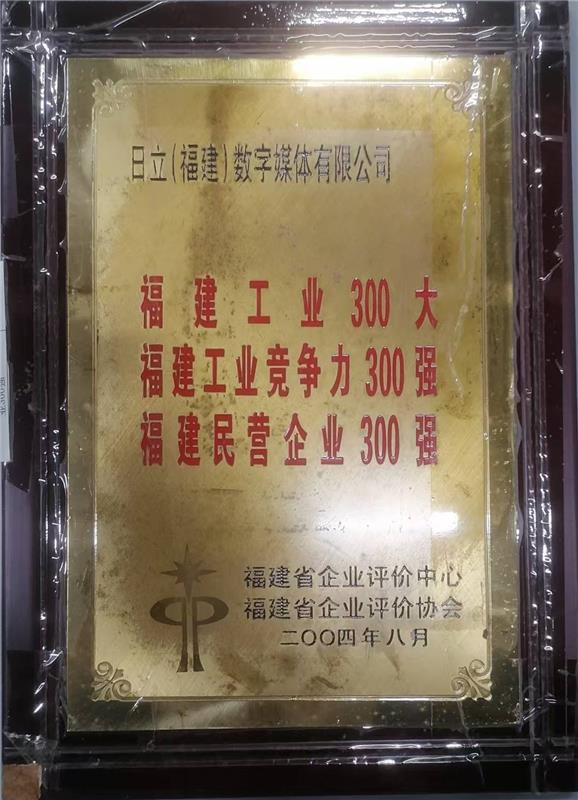 日立(福建)数字媒体有限公司
福建工业300大
福建工业竞争力300强
福建民营企业300强
福建省企业评价中心
福建省企业评价协会
二〇〇四年八月